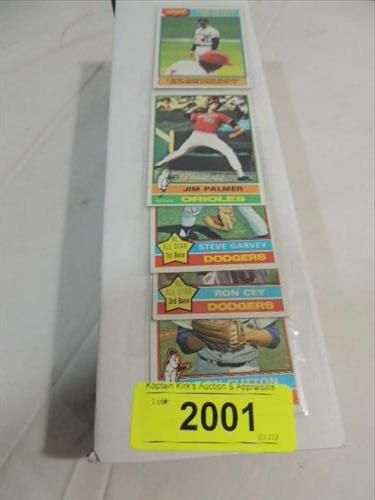 JIM PALMER
ORIOLES
ALL STAR
1st Base
STEVE GARVEY
DODGERS
ALL STAR
3rd Base
RON CEY
DODGERS
Kaptain Kirk's Auction & Appraisals
Lot#:
2001